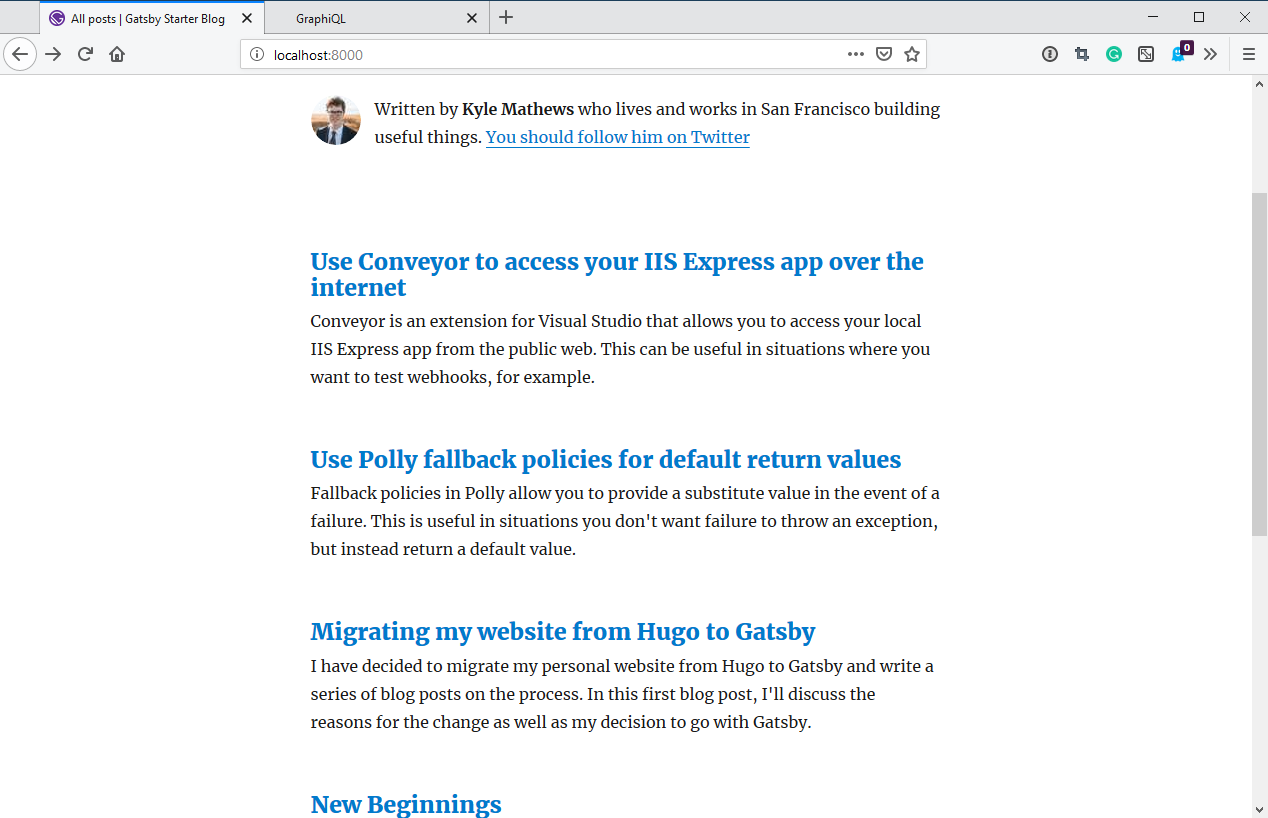 All posts | Gatsby Starter Blog
GraphiQL
localhost:8000
0
Written by Kyle Mathews who lives and works in San Francisco building
useful things. You should follow him on Twitter
Use Conveyor to access your IIS Express app over the
internet
Conveyor is an extension for Visual Studio that allows you to access your local
IIS Express app from the public web. This can be useful in situations where you
want to test webhooks, for example.
Use Polly fallback policies for default return values
Fallback policies in Polly allow you to provide a substitute value in the event of a
failure. This is useful in situations you don't want failure to throw an exception,
but instead return a default value.
Migrating my website from Hugo to Gatsby
I have decided to migrate my personal website from Hugo to Gatsby and write a
series of blog posts on the process. In this first blog post, I'll discuss the
reasons for the change as well as my decision to go with Gatsby.
New Beginnings